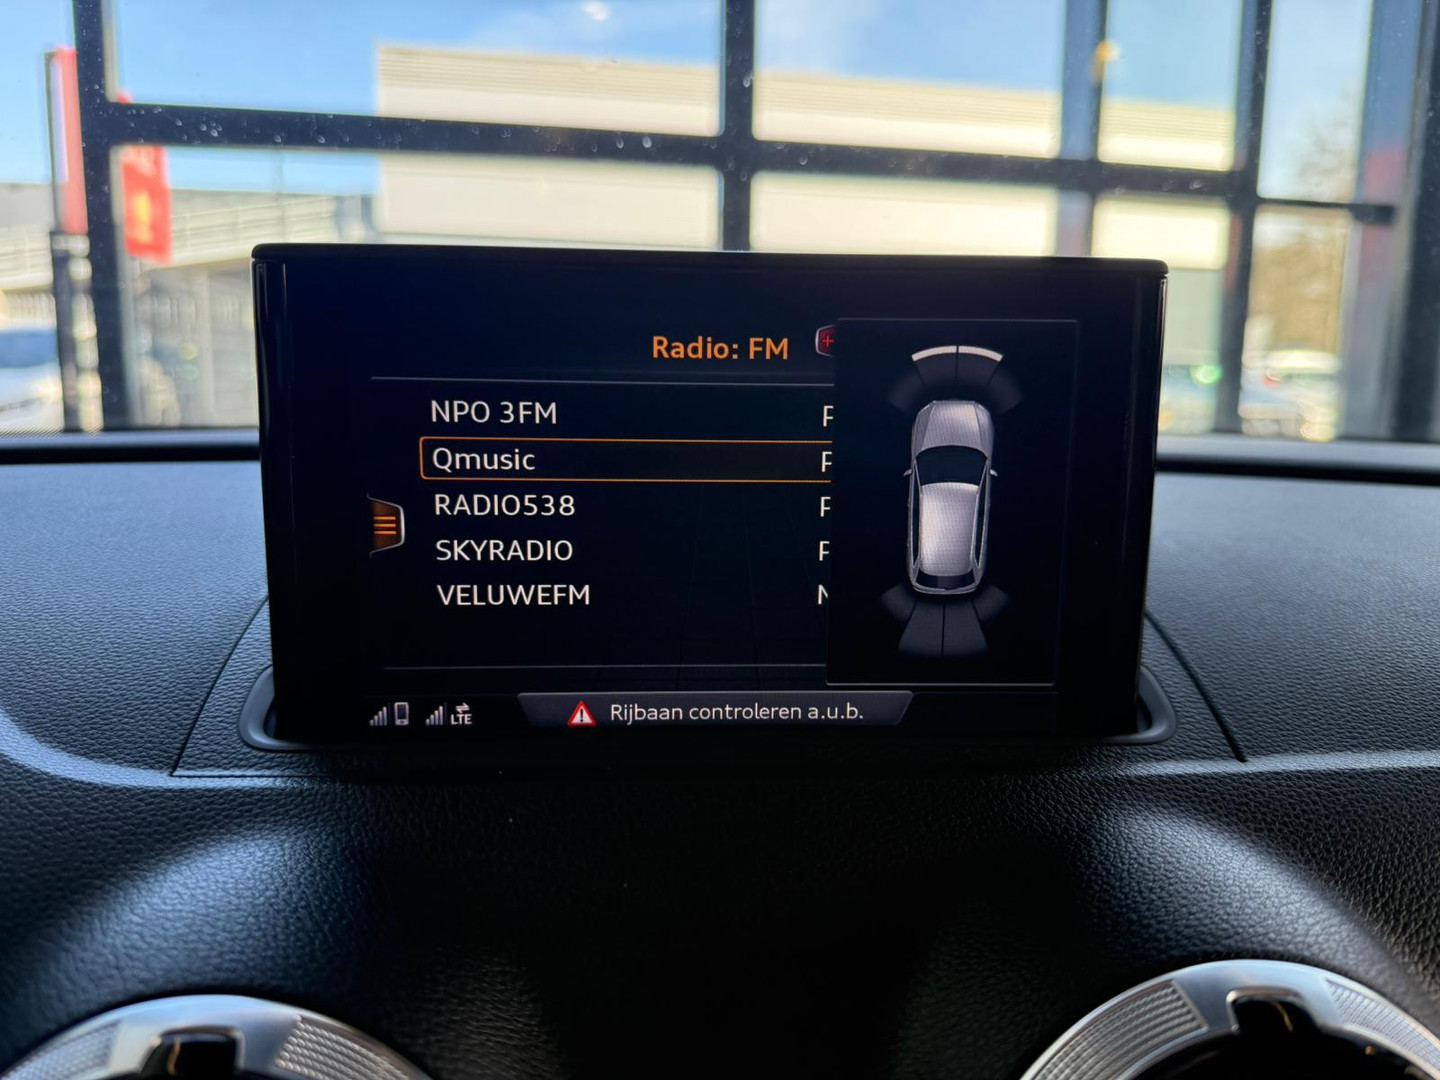 Radio: FM
NPO 3FM
Qmusic
RADIO538
SKYRADIO
VELUWEFM
LTE
Rijbaan controleren a.u.b.